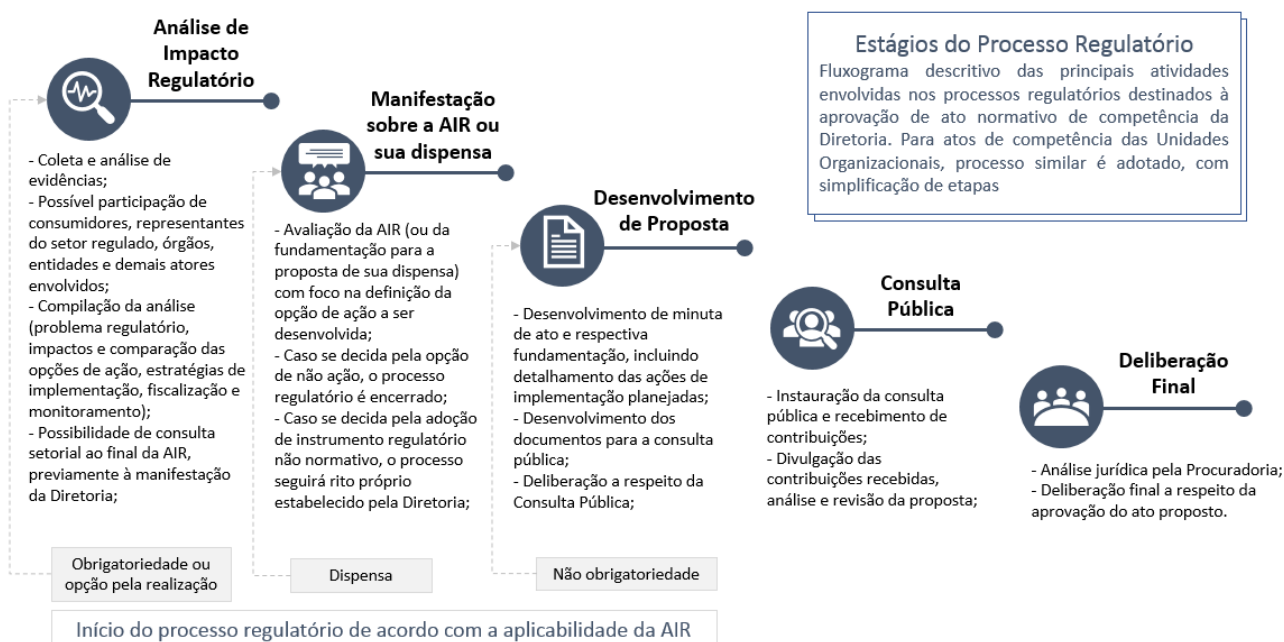 Análise de
Impacto
Regulatório
- Coleta e análise de
evidências;
- Possível participação de
consumidores, representantes
do setor regulado, órgãos,
entidades e demais atores
envolvidos;
- Compilação da análise
(problema regulatório,
impactos e comparação das
opções de ação, estratégias de
implementação, fiscalização e
monitoramento);
- Possibilidade de consulta
setorial ao final da AIR,
previamente à manifestação
da Diretoria;
Obrigatoriedade ou
opção pela realização
Manifestação
sobre a AIR ou
sua dispensa
- Avaliação da AIR (ou da
fundamentação para a
proposta de sua dispensa)
com foco na definição da
opção de ação a ser
desenvolvida;
- Caso se decida pela opção
de não ação, o processo
regulatório é encerrado;
- Caso se decida pela adoção
de instrumento regulatório
não normativo, o processo
seguirá rito próprio
estabelecido pela Diretoria;
Dispensa
Desenvolvimento
de Proposta
- Desenvolvimento de minuta
de ato e respectiva
fundamentação, incluindo
detalhamento das ações de
implementação planejadas;
- Desenvolvimento dos
documentos para a consulta
pública;
- Deliberação a respeito da
Consulta Pública;
Não obrigatoriedade
Consulta
Pública
- Instauração da consulta
pública e recebimento de
contribuições;
- Divulgação das
contribuições recebidas,
análise e revisão da proposta;
Deliberação
Final
- Análise jurídica pela Procuradoria;
- Deliberação final a respeito da
aprovação do ato proposto.
Estágios do Processo Regulatório
Fluxograma descritivo das principais atividades
envolvidas nos processos regulatórios destinados à
aprovação de ato normativo de competência da
Diretoria. Para atos de competência das Unidades
Organizacionais, processo similar é adotado, com
simplificação de etapas
Início do processo regulatório de acordo com a aplicabilidade da AIR